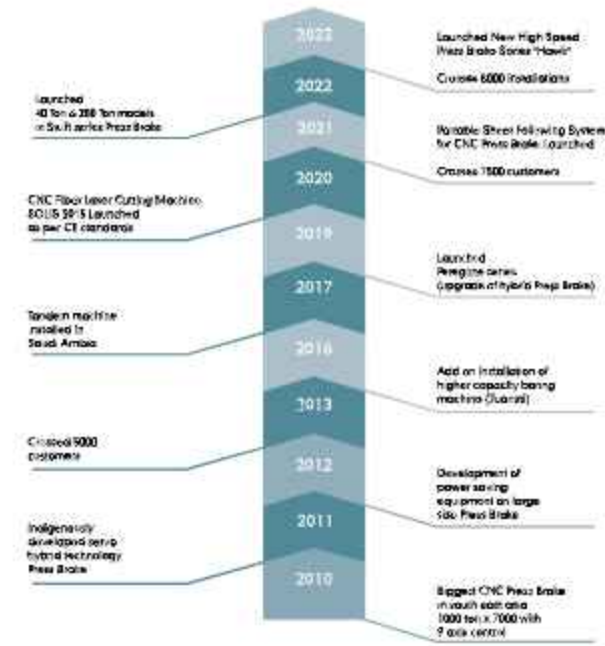 2023
Launched New High Speed
Press Brake Series "Hawk"
Crosses 6000 installations
2022
Launched
40 Ton & 280 Ton models
in Swift series Press Brake
2021
Portable Sheet Following System
for CNC Press Brake Launched
Crosses 7500 customers
2020
CNC Fiber Laser Cutting Machine
3015 Launched
as per CE standards
2019
Launched
Peregrine series
(upgrade of hybrid Press Brake)
2017
Tandem machine
installed in
Saudi Arabia
2016
Add on installation of
higher capacity boring
machine
2013
Crossed 5000
customers
2012
Development of
power saving
equipment on large
size Press Brake
2011
Indigenously
developed servo
hybrid technology
Press Brake
2010
Biggest CNC Press Brake
in south east asia
1000 ton x 7000 with
9 axis control